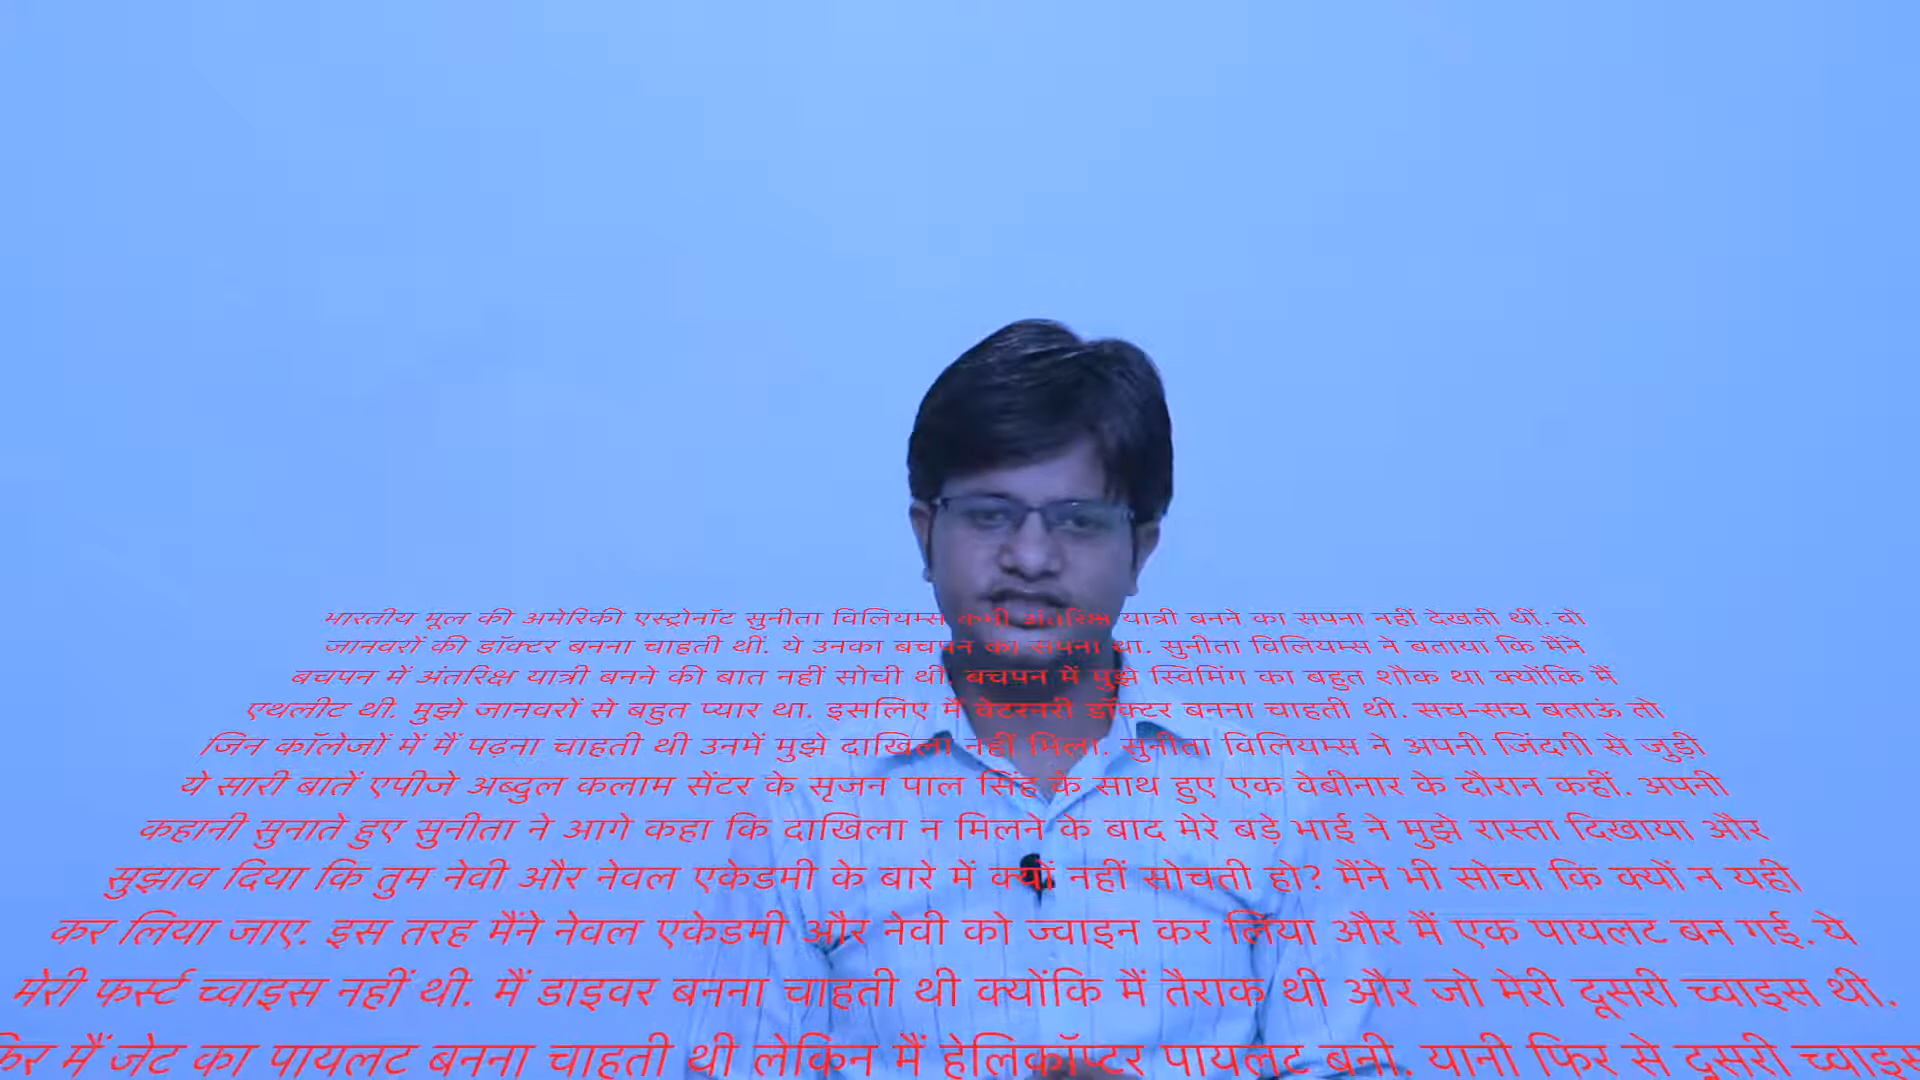 भारतीय मूल की अमेरिकी एस्ट्रोनॉट सुनीता विलियम्स कभी अंतरिक्ष यात्री बनने का सपना नहीं देखती थीं. वो
जानवरों की डॉक्टर बनना चाहती थीं. ये उनका बचपन का सपना था. सुनीता विलियम्स ने बताया कि मैंने
बचपन में अंतरिक्ष यात्री बनने की बात नहीं सोची थी. बचपन में मुझे स्विमिंग का बहुत शौक था क्योंकि मैं
एथलीट थी. मुझे जानवरों से बहुत प्यार था. इसलिए मैं वेटरनरी डॉक्टर बनना चाहती थी. सच-सच बताऊं तो
जिन कॉलेजों में मैं पढ़ना चाहती थी उनमें मुझे दाखिला नहीं मिला. सुनीता विलियम्स ने अपनी जिंदगी से जुड़ी
ये सारी बातें एपीजे अब्दुल कलाम सेंटर के सृजन पाल सिंह के साथ हुए एक वेबीनार के दौरान कहीं. अपनी
कहानी सुनाते हुए सुनीता ने आगे कहा कि दाखिला न मिलने के बाद मेरे बड़े भाई ने मुझे रास्ता दिखाया और
सुझाव दिया कि तुम नेवी और नेवल एकेडमी के बारे में क्यों नहीं सोचती हो? मैंने भी सोचा कि क्यों न यही
कर लिया जाए. इस तरह मैंने नेवल एकेडमी और नेवी को ज्वाइन कर लिया और मैं एक पायलट बन गई. ये
मेरी फर्स्ट च्वाइस नहीं थी. मैं डाइवर बनना चाहती थी क्योंकि मैं तैराक थी और जो मेरी दूसरी च्वाइस थी.
फिर मैं जेट का पायलट बनना चाहती थी लेकिन मैं हेलिकॉप्टर पायलट बनी. यानी फिर से दूसरी च्वाइस